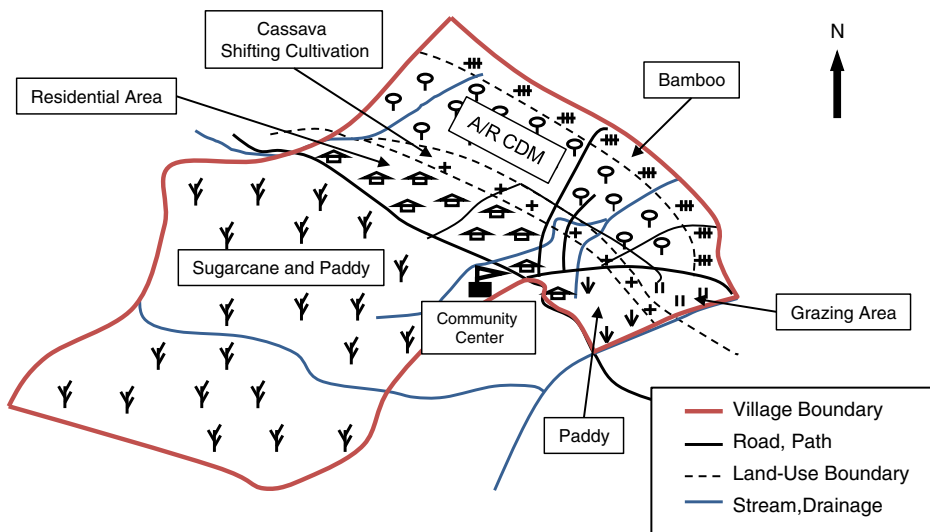 Cassava
Shifting Cultivation
N
Residential Area
Bamboo
A/R CDM
Sugarcane and Paddy
Community
Center
Grazing Area
Paddy
Village Boundary
Road, Path
Land-Use Boundary
Stream,Drainage